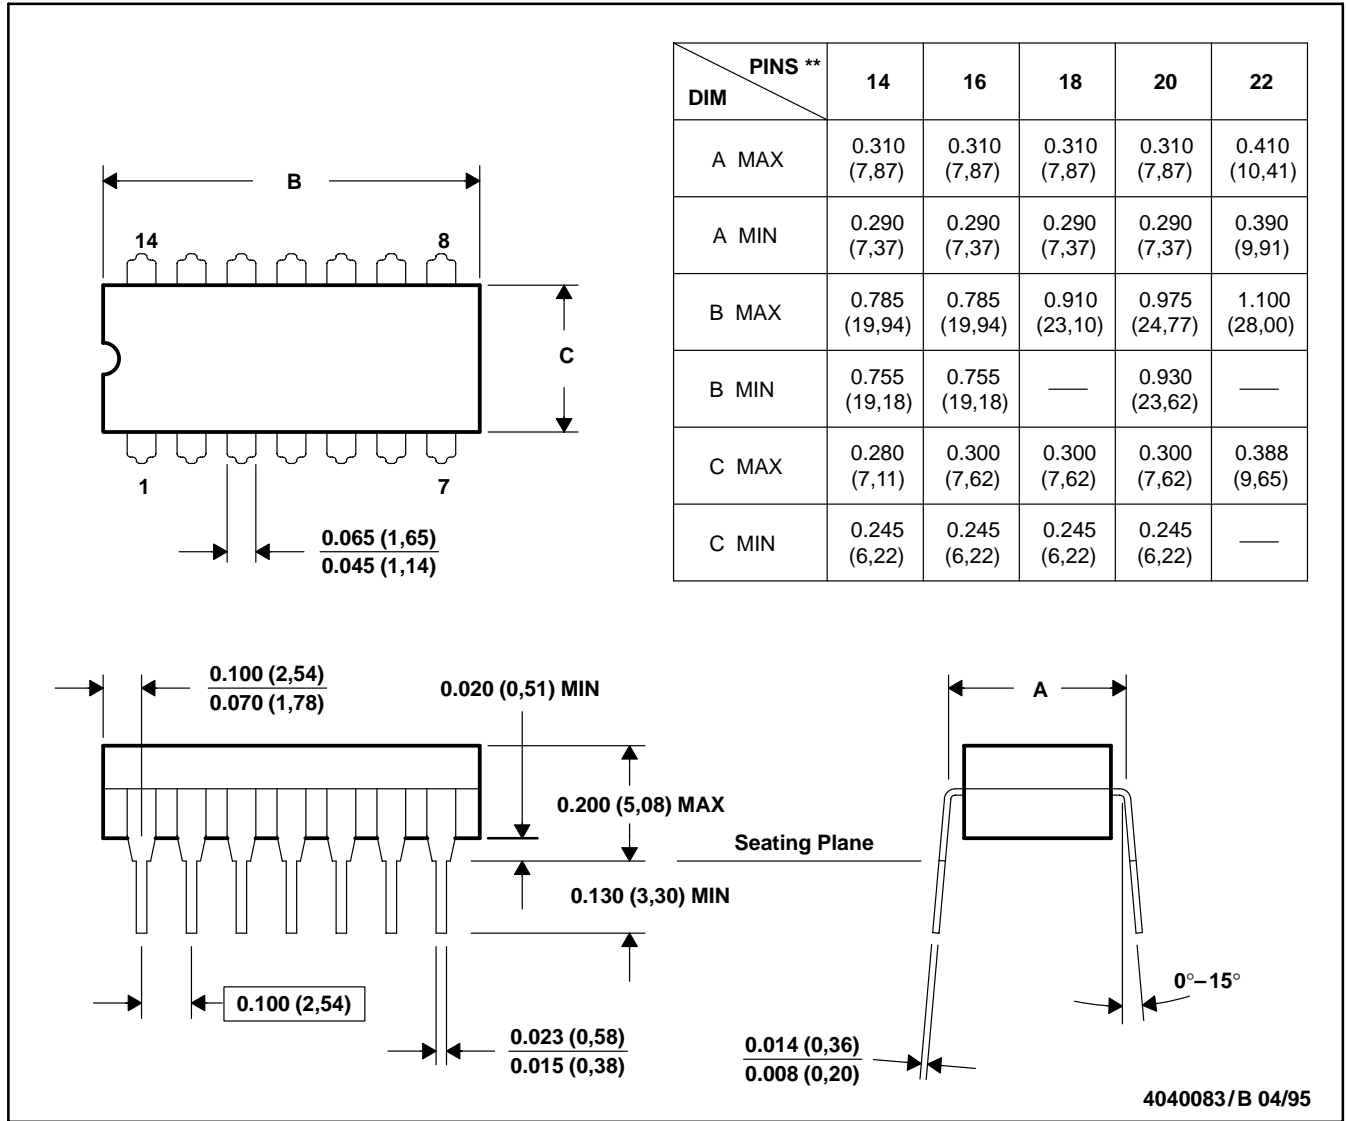 PINS **
DIM
14 16 18 20 22
A MAX 0.310 (7,87) 0.310 (7,87) 0.310 (7,87) 0.310 (7,87) 0.410 (10,41)
A MIN 0.290 (7,37) 0.290 (7,37) 0.290 (7,37) 0.290 (7,37) 0.390 (9,91)
B MAX 0.785 (19,94) 0.785 (19,94) 0.910 (23,10) 0.975 (24,77) 1.100 (28,00)
B MIN 0.755 (19,18) 0.755 (19,18) — 0.930 (23,62) —
C MAX 0.280 (7,11) 0.300 (7,62) 0.300 (7,62) 0.300 (7,62) 0.388 (9,65)
C MIN 0.245 (6,22) 0.245 (6,22) 0.245 (6,22) 0.245 (6,22) —
B
14 8
C
1 7
0.065 (1,65)
0.045 (1,14)
0.100 (2,54)
0.070 (1,78)
0.020 (0,51) MIN
A
0.200 (5,08) MAX
Seating Plane
0.130 (3,30) MIN
0.100 (2,54)
0°–15°
0.023 (0,58)
0.015 (0,38)
0.014 (0,36)
0.008 (0,20)
4040083/B 04/95